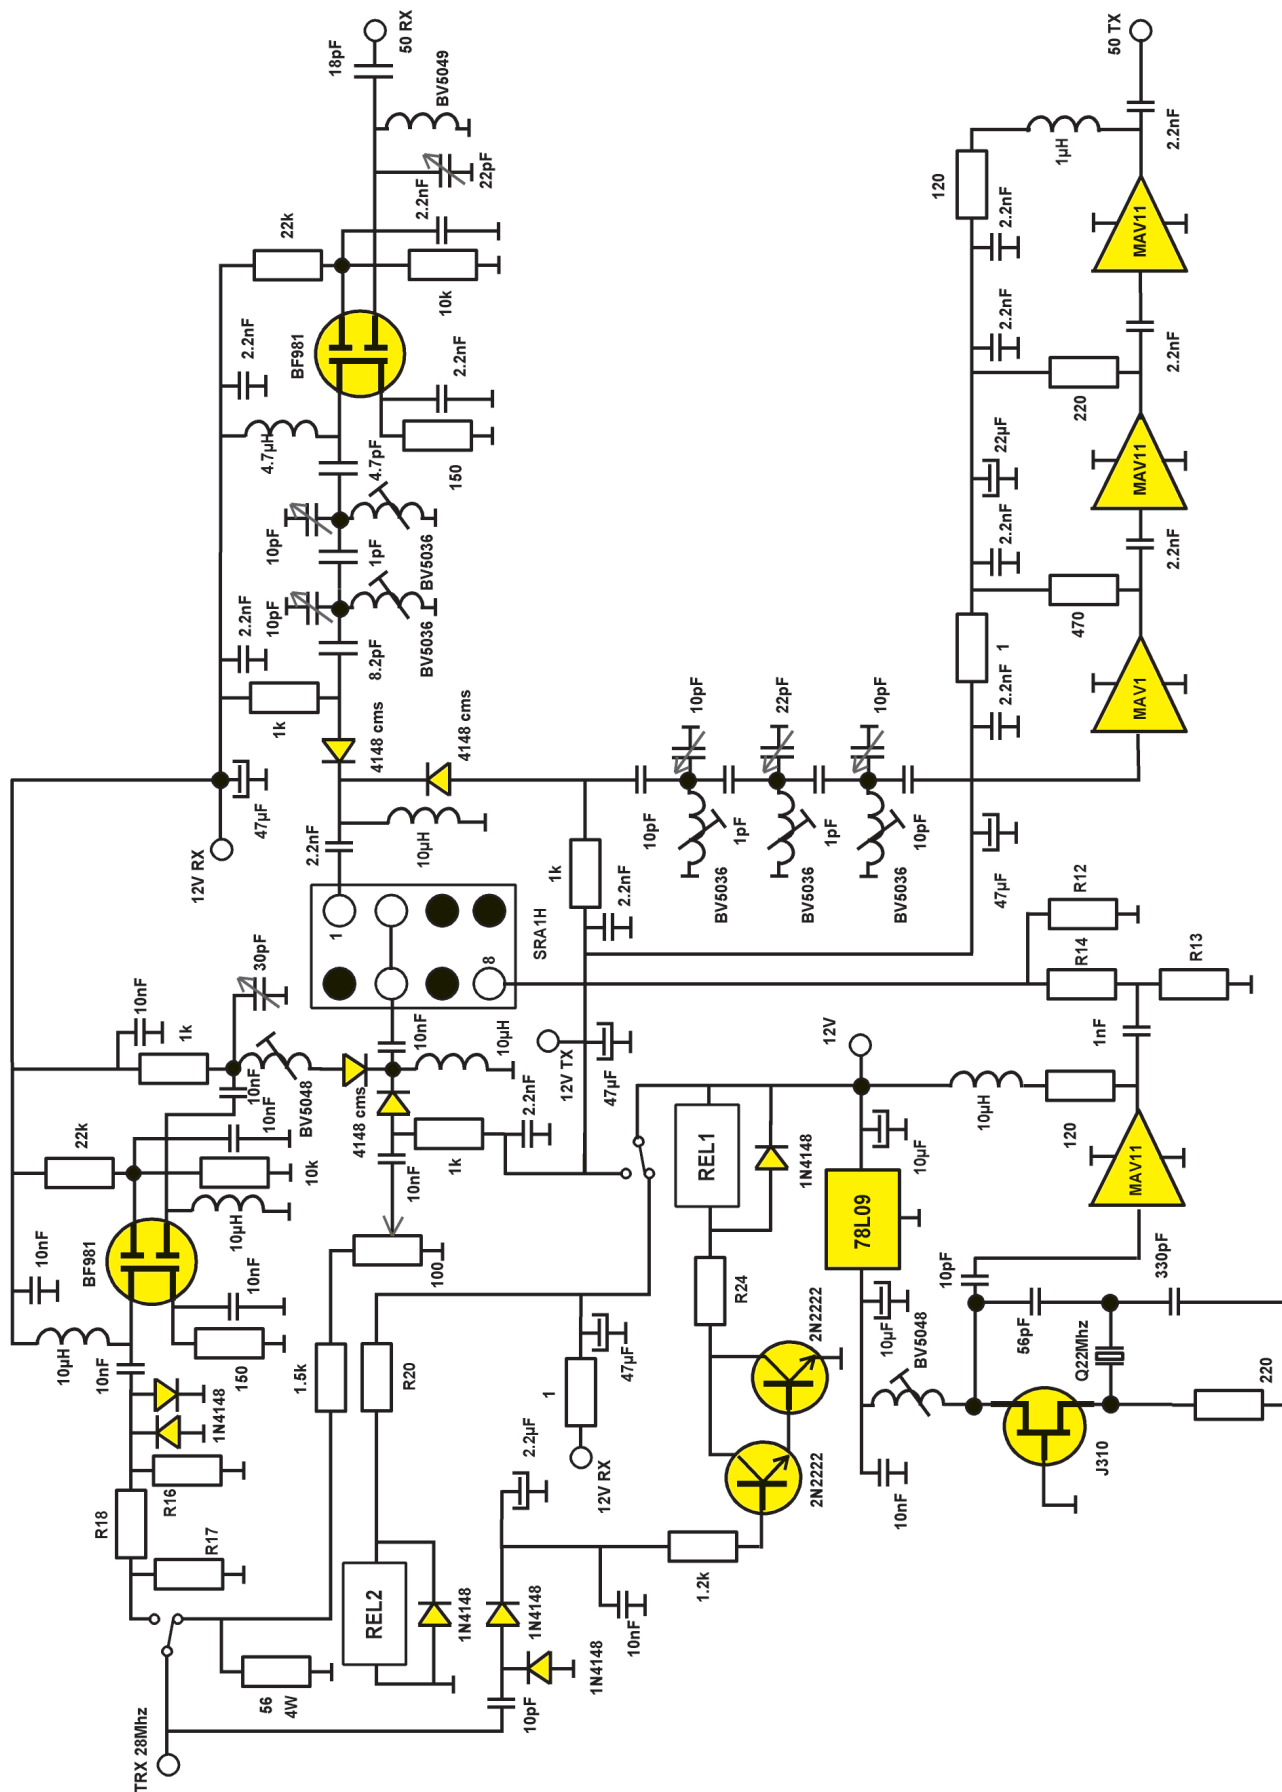 TRX 28Mhz
R18
R17
R16
1N4148
10nF
10µH
150
10nF
10nF
BF981
10µH
22k
10k
10nF
10nF
1k
10nF
BV5048
30pF
12V RX
47µF
1k
2.2nF
4148 cms
8.2pF
10pF
BV5036
1pF
10pF
BV5036
4.7pF
4.7µH
2.2nF
150
2.2nF
BF981
22k
10k
2.2nF
22pF
BV5049
18pF
50 RX
56
4W
1.5k
100
10nF
4148 cms
1k
2.2nF
10nF
10µH
1
8
SRA1H
2.2nF
10µH
4148 cms
REL2
1N4148
R20
1
47µF
12V RX
12V TX
47µF
1k
2.2nF
10pF
10pF
BV5036
1pF
22pF
BV5036
1pF
10pF
BV5036
10pF
10pF
1N4148
1N4148
2.2µF
10nF
1.2k
2N2222
2N2222
R24
REL1
1N4148
12V
10nF
BV5048
10µF
78L09
10µF
10µH
120
J310
Q22Mhz
220
56pF
330pF
10pF
MAV11
1nF
R14
R12
R13
47µF
2.2nF
1
MAV1
470
2.2nF
22µF
2.2nF
MAV11
220
2.2nF
2.2nF
2.2nF
MAV11
120
1µH
2.2nF
50 TX